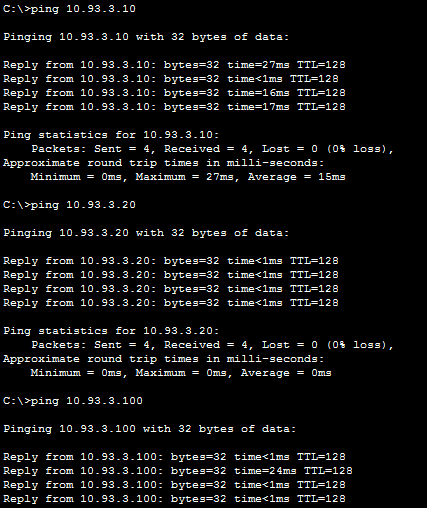 C:\>ping 10.93.3.10
Pinging 10.93.3.10 with 32 bytes of data:
Reply from 10.93.3.10: bytes=32 time=27ms TTL=128
Reply from 10.93.3.10: bytes=32 time<1ms TTL=128
Reply from 10.93.3.10: bytes=32 time=16ms TTL=128
Reply from 10.93.3.10: bytes=32 time=17ms TTL=128
Ping statistics for 10.93.3.10:
Packets: Sent = 4, Received = 4, Lost = 0 (0% loss),
Approximate round trip times in milli-seconds:
Minimum = 0ms, Maximum = 27ms, Average = 15ms
C:\>ping 10.93.3.20
Pinging 10.93.3.20 with 32 bytes of data:
Reply from 10.93.3.20: bytes=32 time<1ms TTL=128
Reply from 10.93.3.20: bytes=32 time<1ms TTL=128
Reply from 10.93.3.20: bytes=32 time<1ms TTL=128
Reply from 10.93.3.20: bytes=32 time<1ms TTL=128
Ping statistics for 10.93.3.20:
Packets: Sent = 4, Received = 4, Lost = 0 (0% loss),
Approximate round trip times in milli-seconds:
Minimum = 0ms, Maximum = 0ms, Average = 0ms
C:\>ping 10.93.3.100
Pinging 10.93.3.100 with 32 bytes of data:
Reply from 10.93.3.100: bytes=32 time<1ms TTL=128
Reply from 10.93.3.100: bytes=32 time=24ms TTL=128
Reply from 10.93.3.100: bytes=32 time<1ms TTL=128
Reply from 10.93.3.100: bytes=32 time<1ms TTL=128